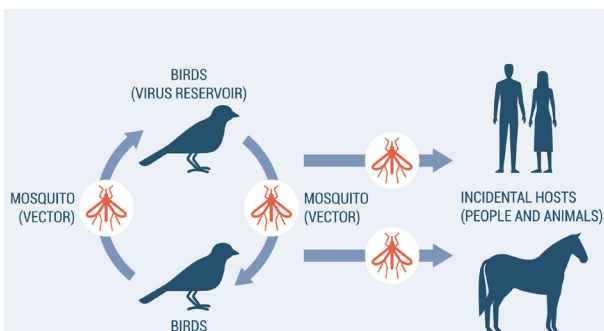 BIRDS
(VIRUS RESERVOIR)
MOSQUITO
(VECTOR)
MOSQUITO
(VECTOR)
INCIDENTAL HOSTS
(PEOPLE AND ANIMALS)
BIRDS